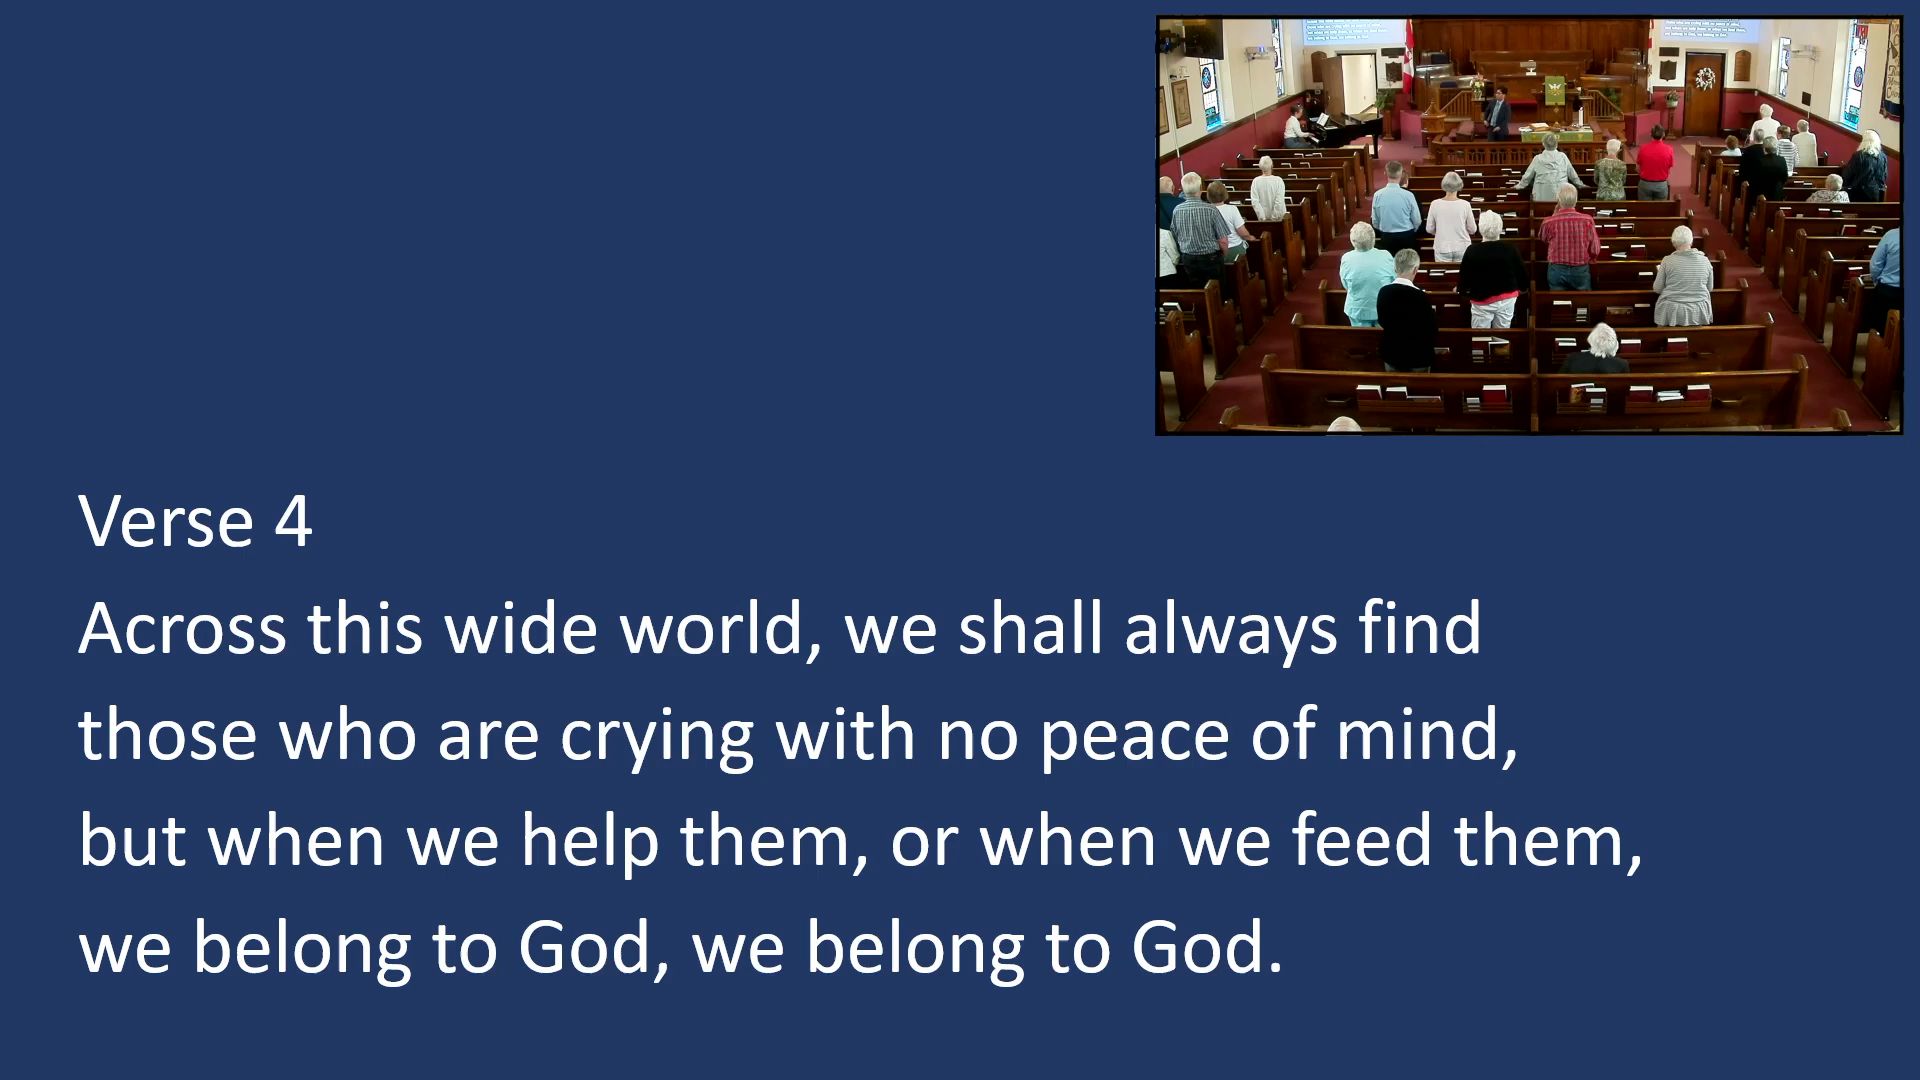 Verse 4
Across this wide world, we shall always find
those who are crying with no peace of mind,
but when we help them, or when we feed them,
we belong to God, we belong to God.